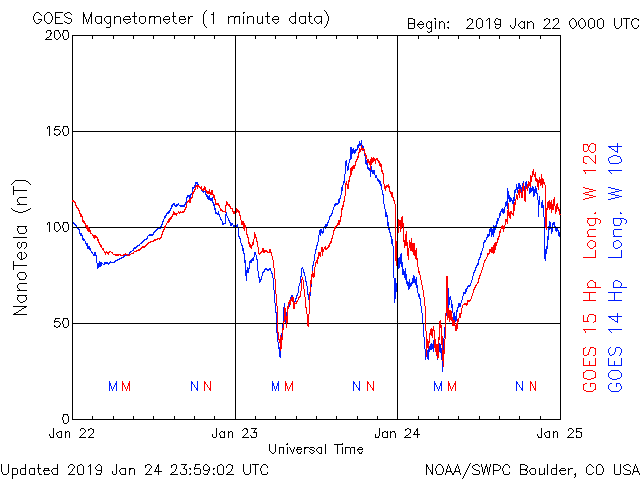 GOES Magnetometer (1 minute data)
Begin: 2019 Jan 22 0000 UTC
200
150
100
50
0
NanoTesla (nT)
M M N N M M N N M M N N
Jan 22 Jan 23 Jan 24 Jan 25
Universal Time
GOES 15 Hp Long. W 128
GOES 14 Hp Long. W 104
Updated 2019 Jan 24 23:59:02 UTC
NOAA/SWPC Boulder, CO USA